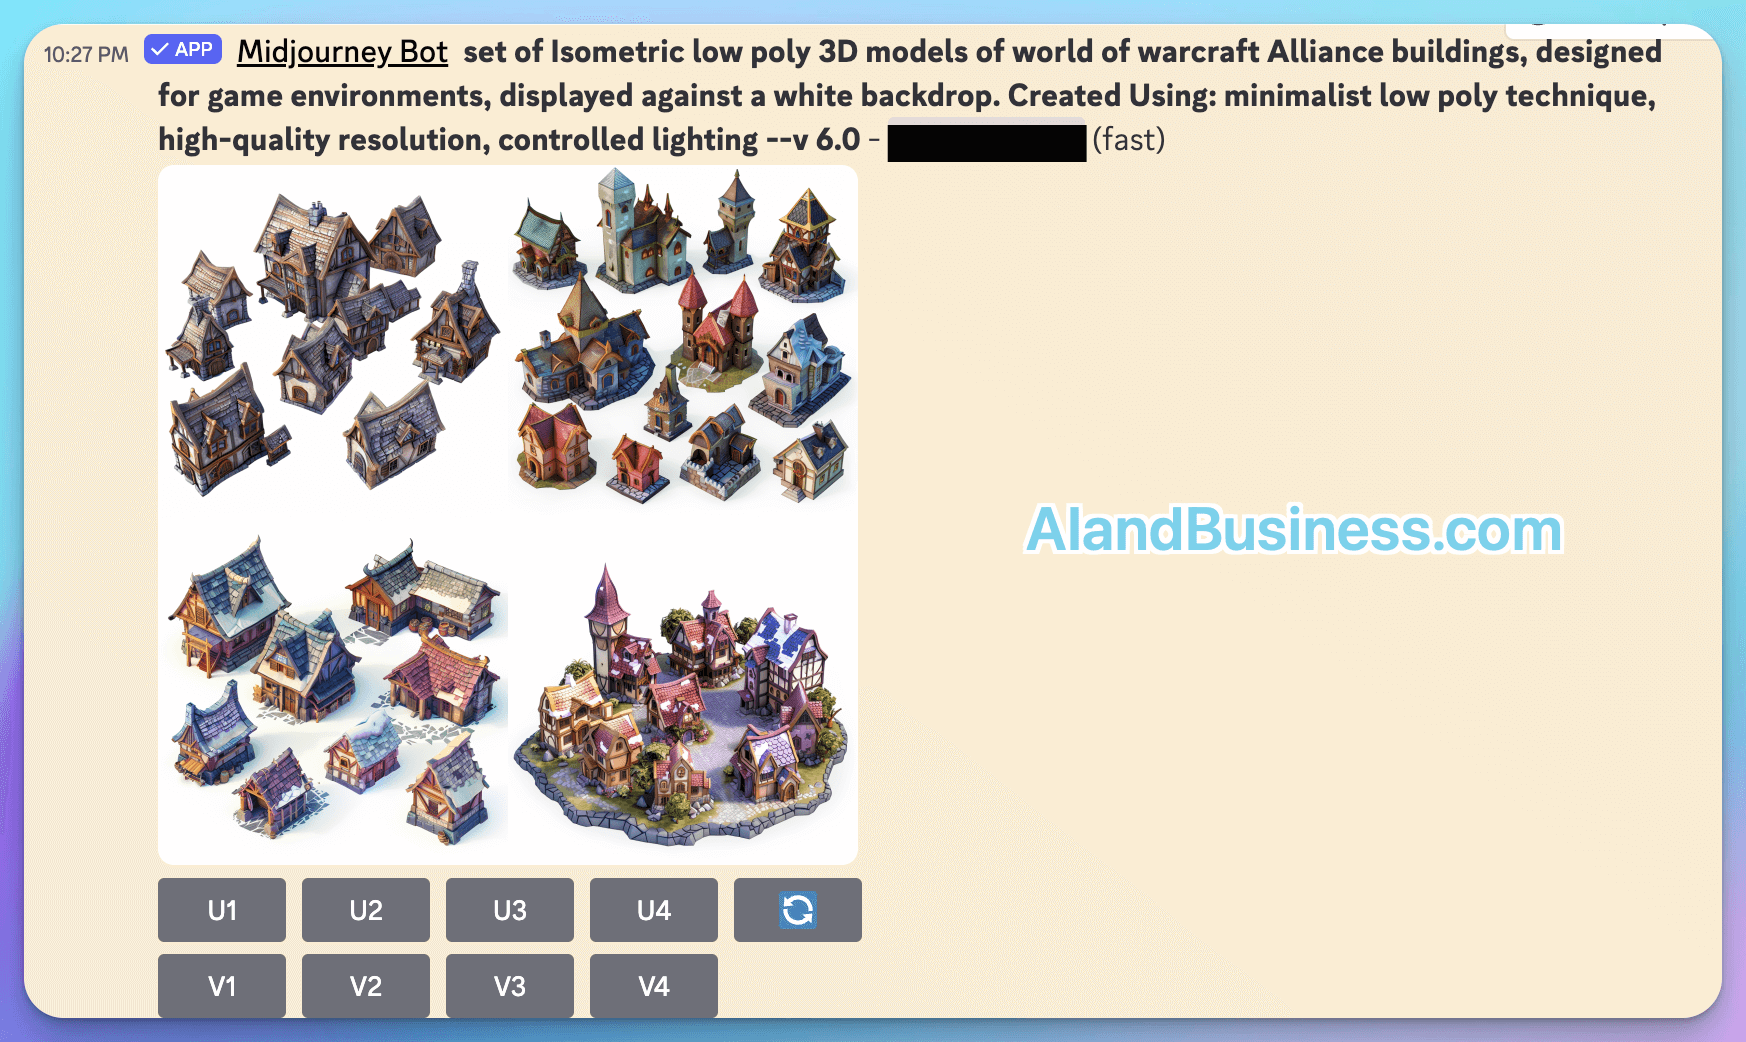 10:27 PM APP Midjourney Bot set of Isometric low poly 3D models of world of warcraft Alliance buildings, designed
for game environments, displayed against a white backdrop. Created Using: minimalist low poly technique,
high-quality resolution, controlled lighting --v 6.0 - (fast)
AIandBusiness.com
U1 U2 U3 U4
V1 V2 V3 V4